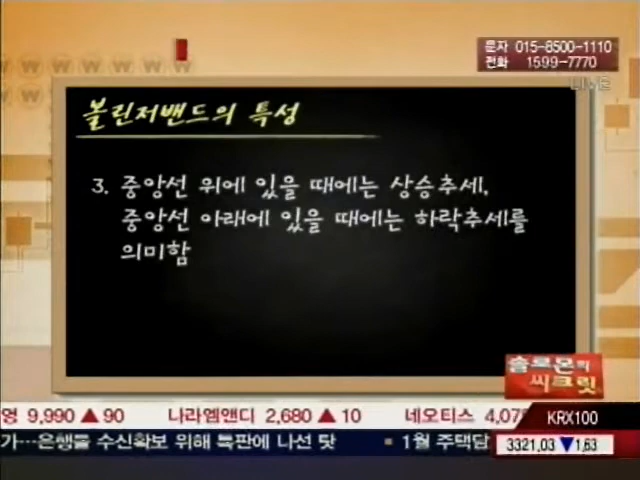 문자 015-8500-1110
전화 1599-7770
LIVE
볼린저밴드의 특성
3. 중앙선 위에 있을 때에는 상승추세,
중앙선 아래에 있을 때에는 하락추세를
의미함
솔로몬의
씨크릿
영 9,990 ▲ 90 나라엠앤디 2,680 ▲ 10 네오티스 4,07
KRX100
가···은행들 수신확보 위해 특판에 나선 탓 ▪ 1월 주택담
3321,03 ▼1,63